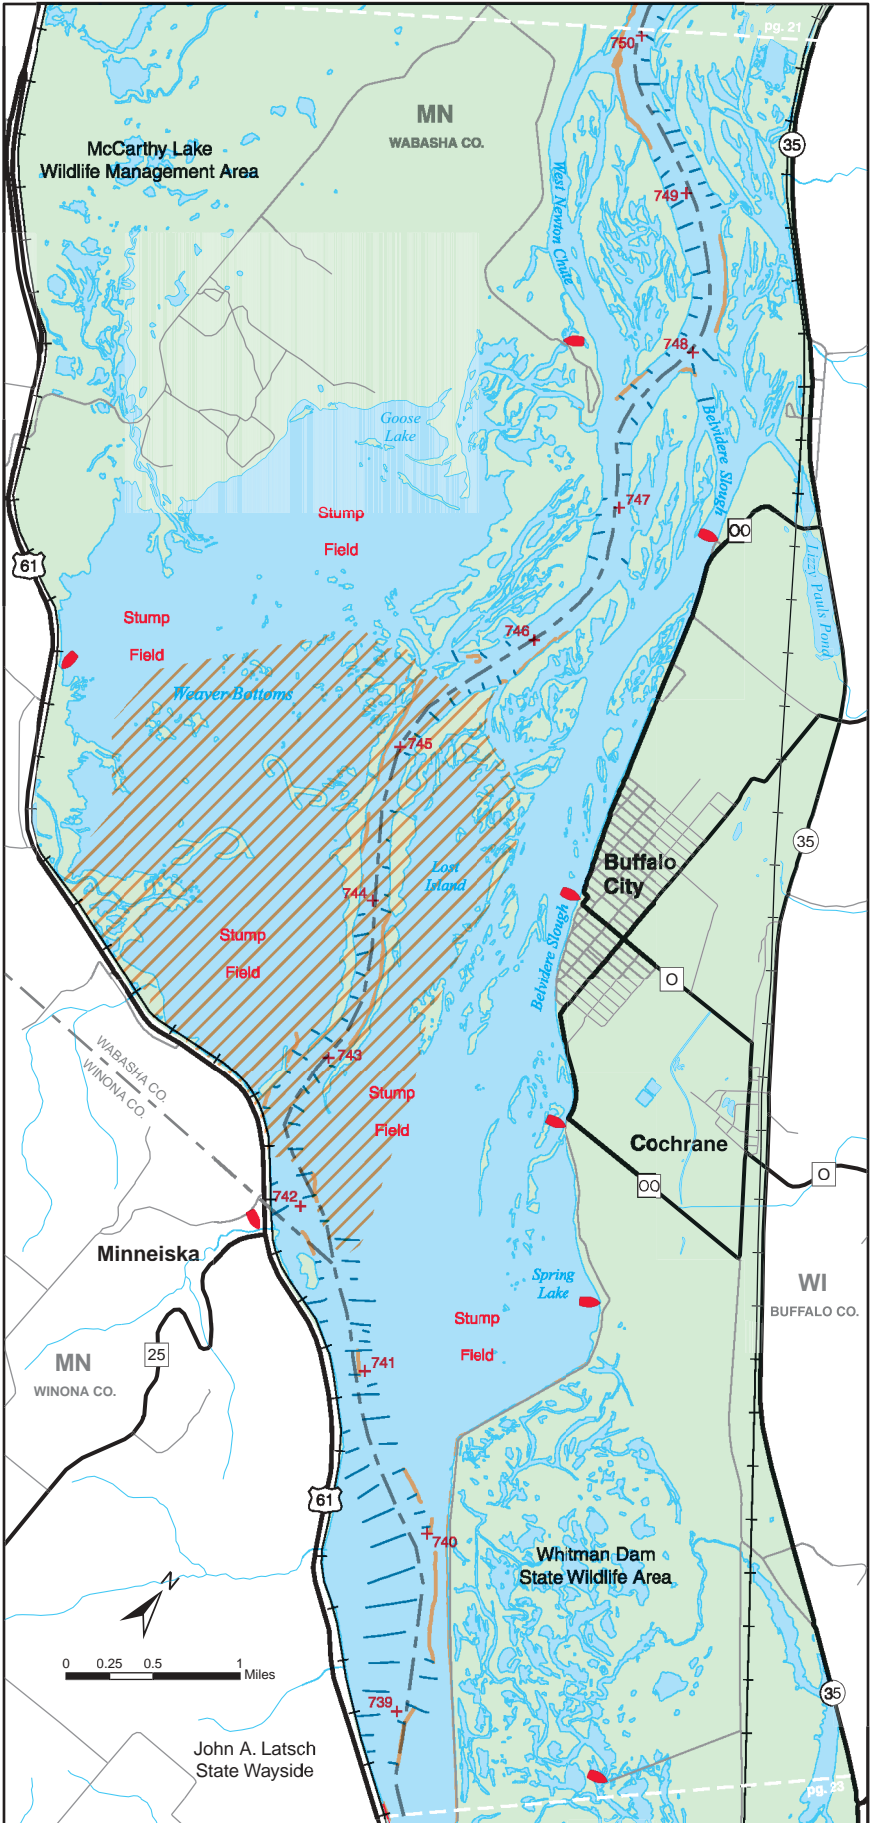 pg. 21
750
MN
WABASHA CO.
35
McCarthy Lake
Wildlife Management Area
West Newton Chute
749
748
Goose
Lake
Belvidere Slough
747
Stump
Field
OO
61
Lizzy Pauls Pond
Stump
Field
746
Weaver Bottoms
745
35
Buffalo
City
Lost
Island
744
Stump
Field
Belvidere Slough
O
743
WABASHA CO.
WINONA CO.
Stump
Field
Cochrane
O
OO
742
Minneiska
Spring
Lake
WI
BUFFALO CO.
Stump
Field
25
741
MN
WINONA CO.
61
740
Whitman Dam
State Wildlife Area
N
0 0.25 0.5 1
Miles
35
739
John A. Latsch
State Wayside
pg. 23